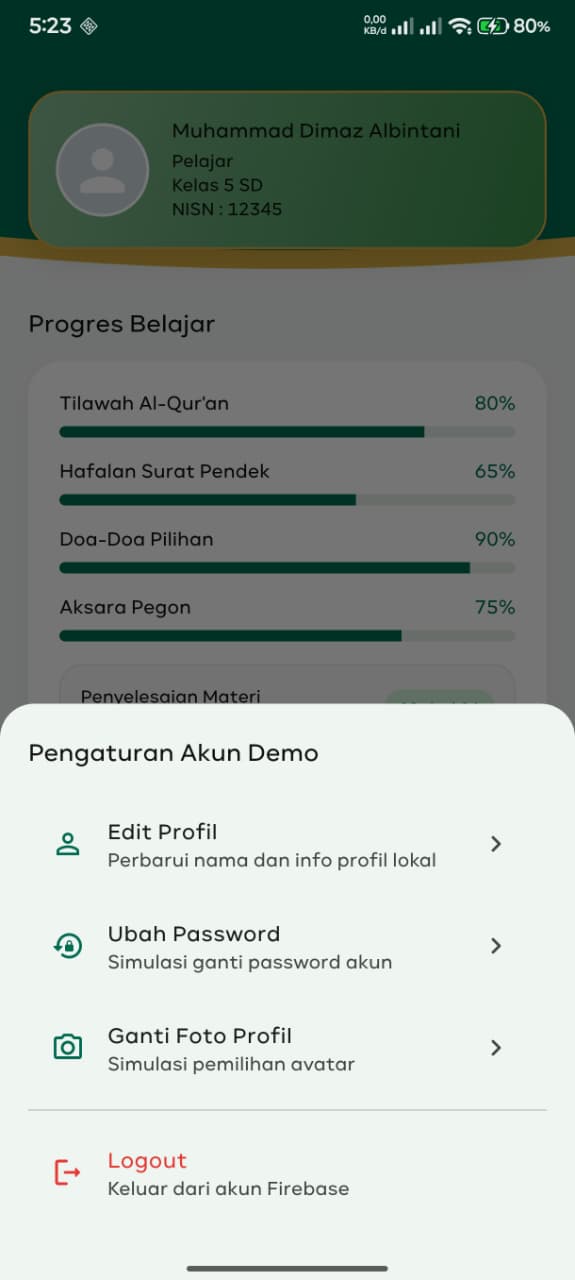 5:23
0,00
KB/d
80%
Muhammad Dimaz Albintani
Pelajar
Kelas 5 SD
NISN : 12345
Progres Belajar
Tilawah Al-Qur'an 80%
Hafalan Surat Pendek 65%
Doa-Doa Pilihan 90%
Aksara Pegon 75%
Penyelesaian Materi
Pengaturan Akun Demo
Edit Profil
Perbarui nama dan info profil lokal
Ubah Password
Simulasi ganti password akun
Ganti Foto Profil
Simulasi pemilihan avatar
Logout
Keluar dari akun Firebase